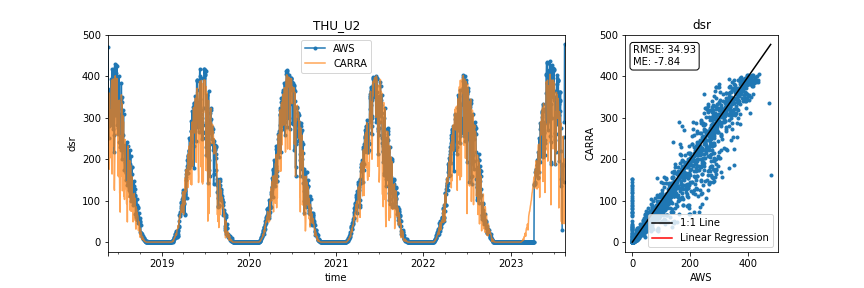 THU_U2
dsr
500
400
300
200
100
0
AWS
CARRA
2019
2020
2021
2022
2023
time
dsr
dsr
500
400
300
200
100
0
RMSE: 34.93
ME: -7.84
CARRA
1:1 Line
Linear Regression
0
200
400
AWS